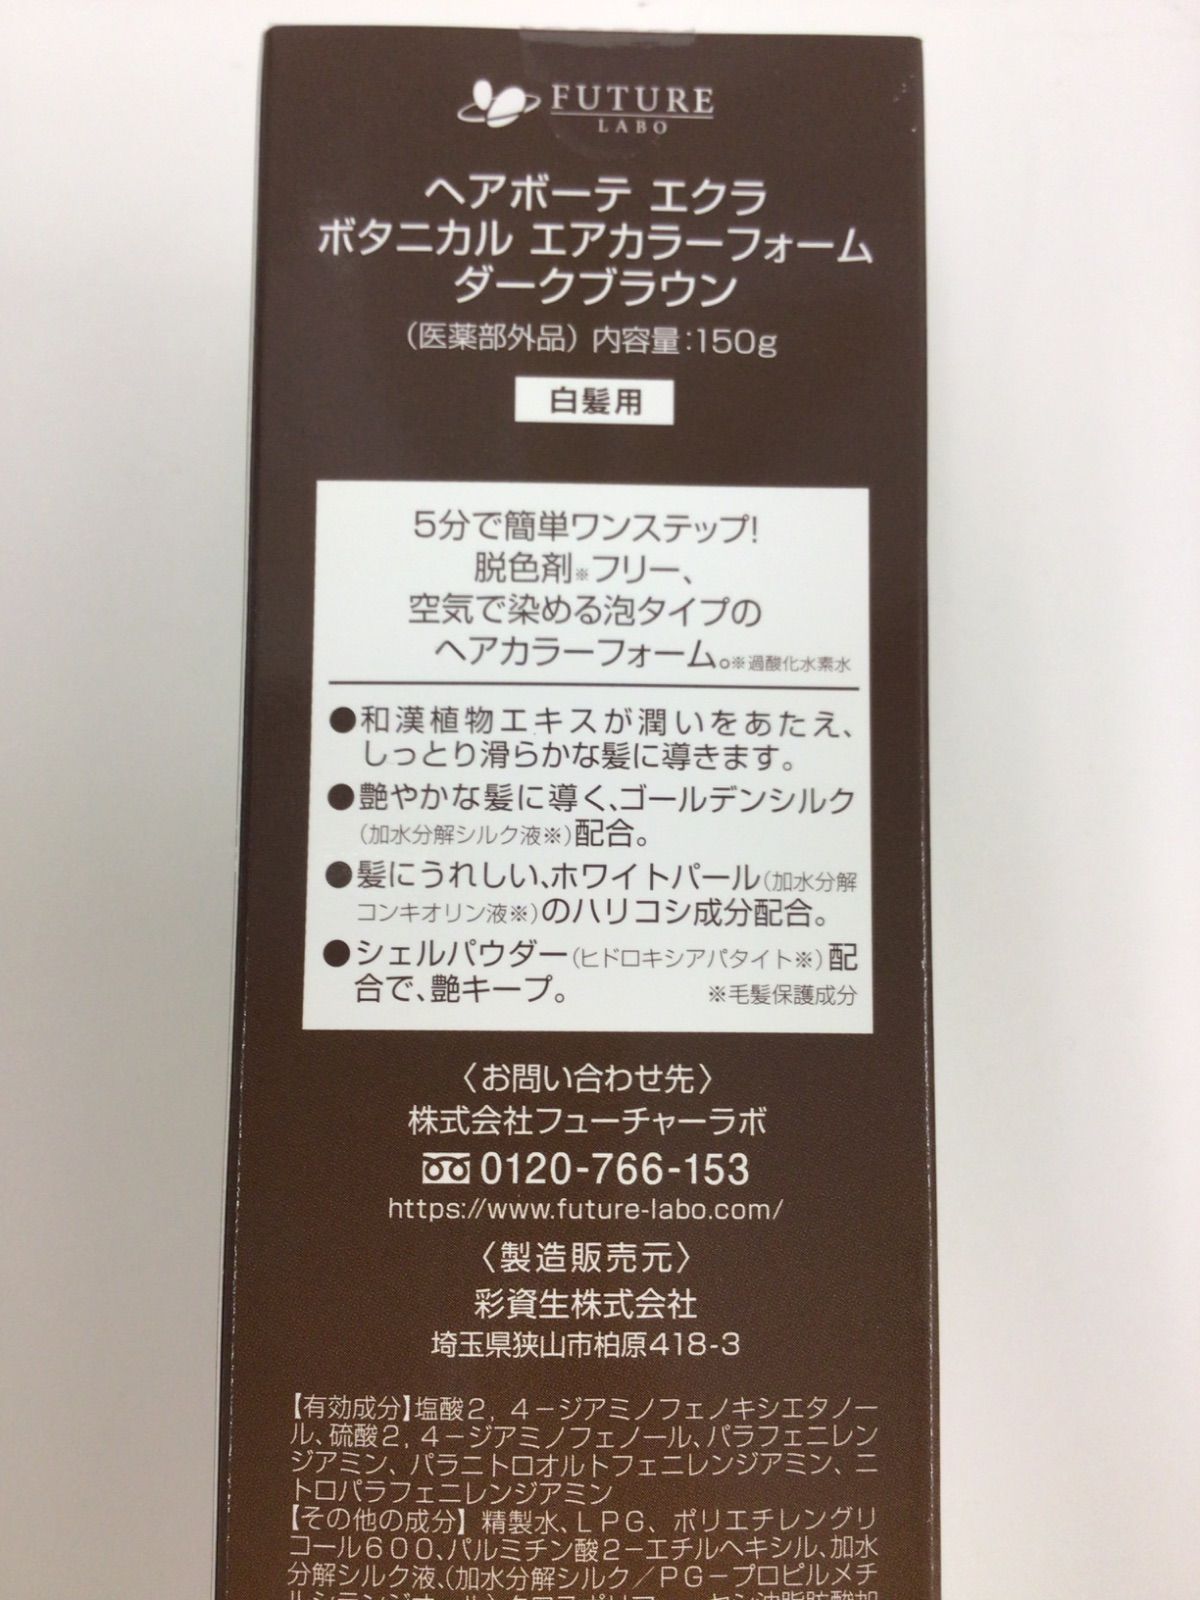 FUTURE
LABO
ヘアボーテ エクラ
ボタニカル エアカラーフォーム
ダークブラウン
(医薬部外品) 内容量:150g
白髪用
5分で簡単ワンステップ!
脱色剤※フリー、
空気で染める泡タイプの
ヘアカラーフォーム。※過酸化水素水
●和漢植物エキスが潤いをあたえ、
しっとり滑らかな髪に導きます。
●艶やかな髪に導く、ゴールデンシルク
(加水分解シルク液※)配合。
●髪にうれしい、ホワイトパール(加水分解
コンキオリン液※)のハリコシ成分配合。
●シェルパウダー(ヒドロキシアパタイト※)配
合で、艶キープ。 ※毛髪保護成分
〈お問い合わせ先〉
株式会社フューチャーラボ
0120-766-153
https://www.future-labo.com/
〈製造販売元〉
彩資生株式会社
埼玉県狭山市柏原418-3
【有効成分】塩酸2, 4-ジアミノフェノキシエタノー
ル、硫酸2, 4-ジアミノフェノール、パラフェニレン
ジアミン、パラニトロオルトフェニレンジアミン、ニ
トロパラフェニレンジアミン
【その他の成分】精製水、LPG、ポリエチレングリ
コール600、パルミチン酸2-エチルヘキシル、加水
分解シルク液、(加水分解シルク/PG-プロピルメチ